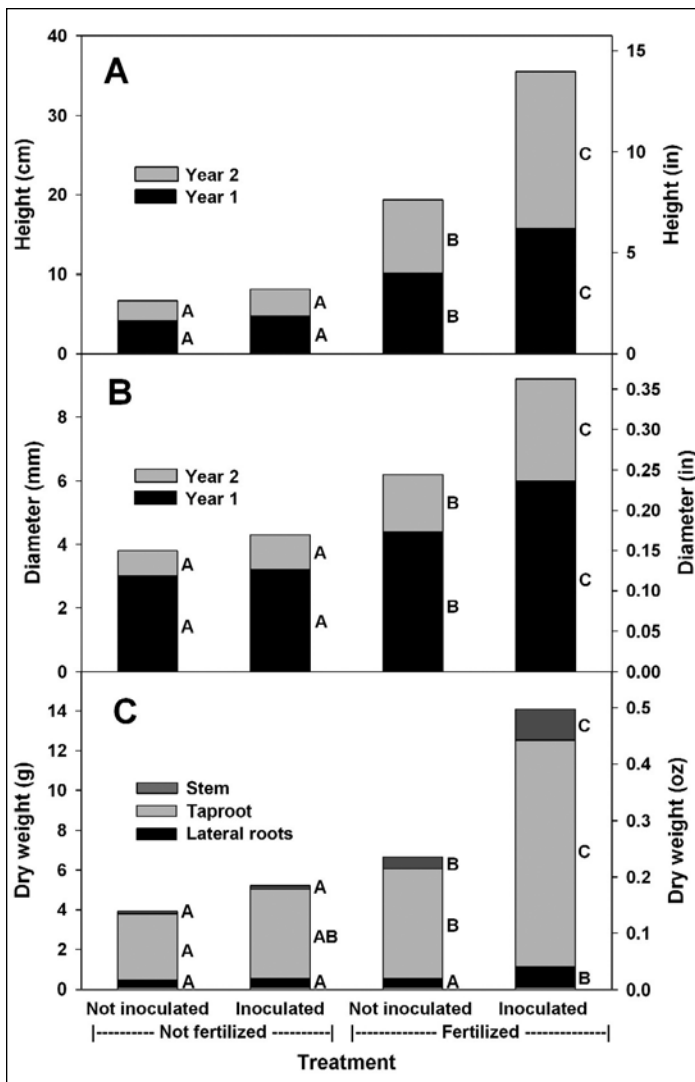 A
40
30
20
10
0
Height (cm)
15
10
5
0
Height (in)
Year 2
Year 1
A
A
A
A
B
B
C
C
B
8
6
4
2
0
Diameter (mm)
0.35
0.30
0.25
0.20
0.15
0.10
0.05
0.00
Diameter (in)
Year 2
Year 1
A
A
A
A
B
B
C
C
C
14
12
10
8
6
4
2
0
Dry weight (g)
0.5
0.4
0.3
0.2
0.1
0.0
Dry weight (oz)
Stem
Taproot
Lateral roots
A
A
A
A
AB
A
B
B
A
C
C
B
Not inoculated Inoculated Not inoculated Inoculated
|---------- Not fertilized -----------| |------------- Fertilized -------------|
Treatment